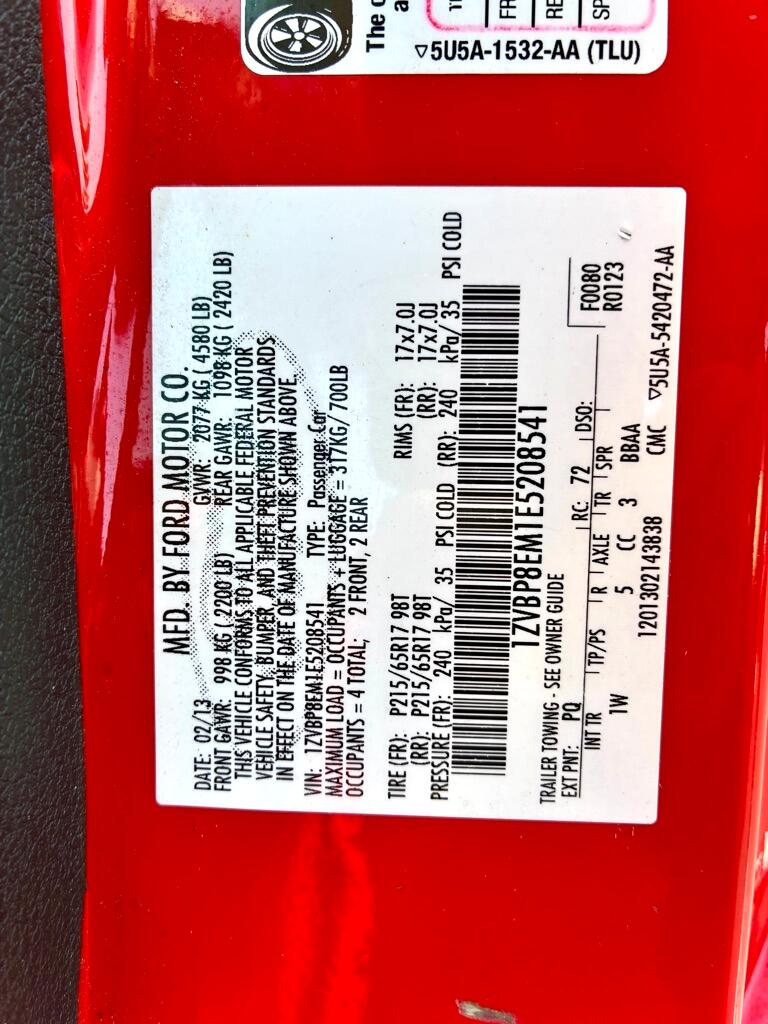 The
5U5A-1532-AA (TLU)
MFD. BY FORD MOTOR CO.
DATE: 02/13 GVWR: 2077 KG ( 4580 LB)
FRONT GAWR: 998 KG ( 2200 LB) REAR GAWR: 1098 KG ( 2420 LB)
THIS VEHICLE CONFORMS TO ALL APPLICABLE FEDERAL MOTOR
VEHICLE SAFETY, BUMPER, AND THEFT PREVENTION STANDARDS
IN EFFECT ON THE DATE OF MANUFACTURE SHOWN ABOVE.
VIN: 1ZVBP8EM1E5208541 TYPE: Passenger Car
MAXIMUM LOAD = OCCUPANTS + LUGGAGE = 317KG/ 700LB
OCCUPANTS = 4 TOTAL; 2 FRONT, 2 REAR
TIRE (FR): P215/65R17 98T RIMS (FR): 17x7.0J
(RR): P215/65R17 98T (RR): 17x7.0J
PRESSURE (FR): 240 kPa/ 35 PSI COLD (RR): 240 kPa/ 35 PSI COLD
1ZVBP8EM1E5208541
TRAILER TOWING - SEE OWNER GUIDE
EXT PNT: PQ RC: 72 DSO: F0080
INT TR TP/PS R AXLE TR SPR R0123
1W 5 CC 3 BBAA
1201302143838 CMC
5U5A-5420472-AA